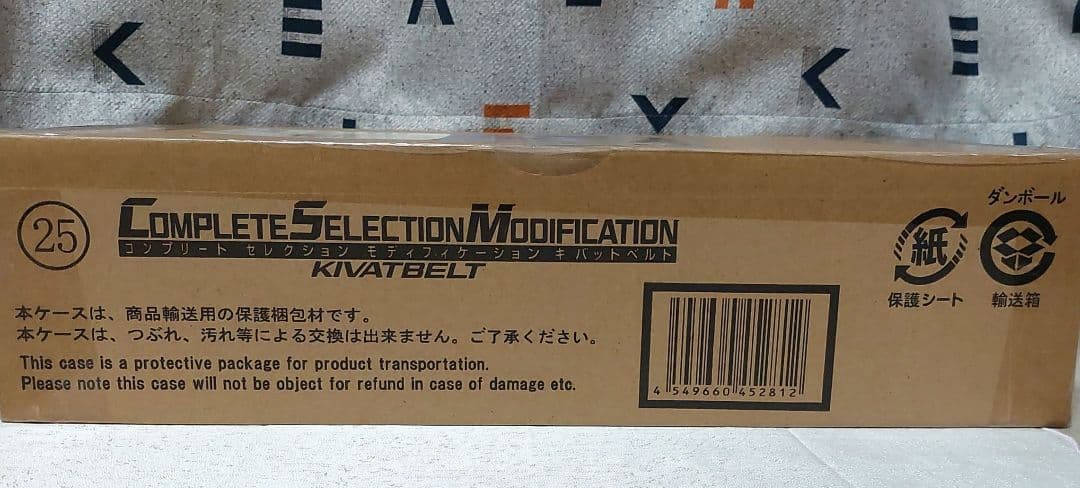 25
COMPLETE SELECTION MODIFICATION
コンプリート セレクション モディフィケーション キバットベルト
KIVATBELT
本ケースは、商品輸送用の保護梱包材です。
本ケースは、つぶれ、汚れ等による交換は出来ません。ご了承ください。
This case is a protective package for product transportation.
Please note this case will not be object for refund in case of damage etc.
4 549660 452812
紙
保護シート
ダンボール
輸送箱